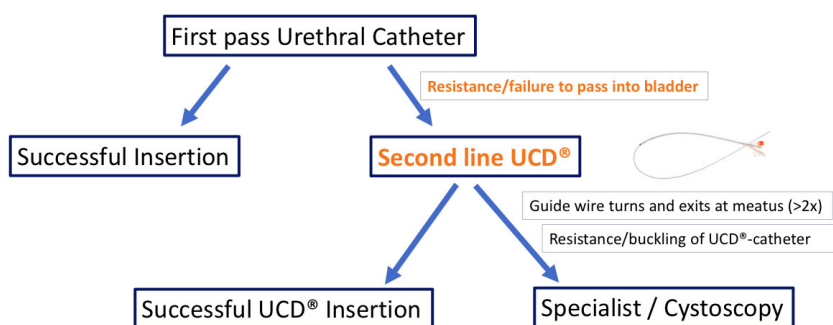 First pass Urethral Catheter
Resistance/failure to pass into bladder
Successful Insertion
Second line UCD®
Guide wire turns and exits at meatus (>2x)
Resistance/buckling of UCD®-catheter
Successful UCD® Insertion
Specialist / Cystoscopy